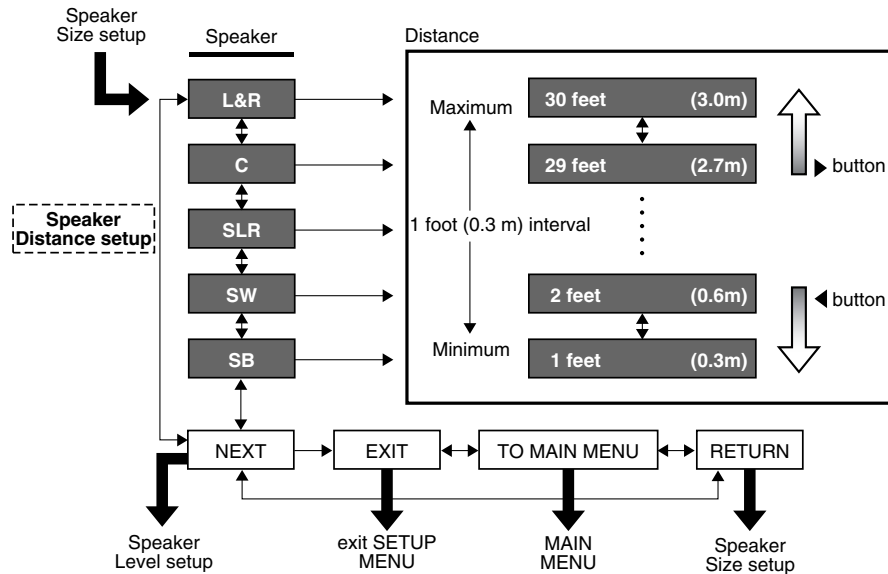 Speaker
Size setup
Speaker
Distance
L&R
C
SLR
SW
SB
Speaker
Distance setup
Maximum
1 foot (0.3 m) interval
Minimum
30 feet (3.0m)
29 feet (2.7m)
2 feet (0.6m)
1 feet (0.3m)
button
button
NEXT
EXIT
TO MAIN MENU
RETURN
Speaker
Level setup
exit SETUP
MENU
MAIN
MENU
Speaker
Size setup